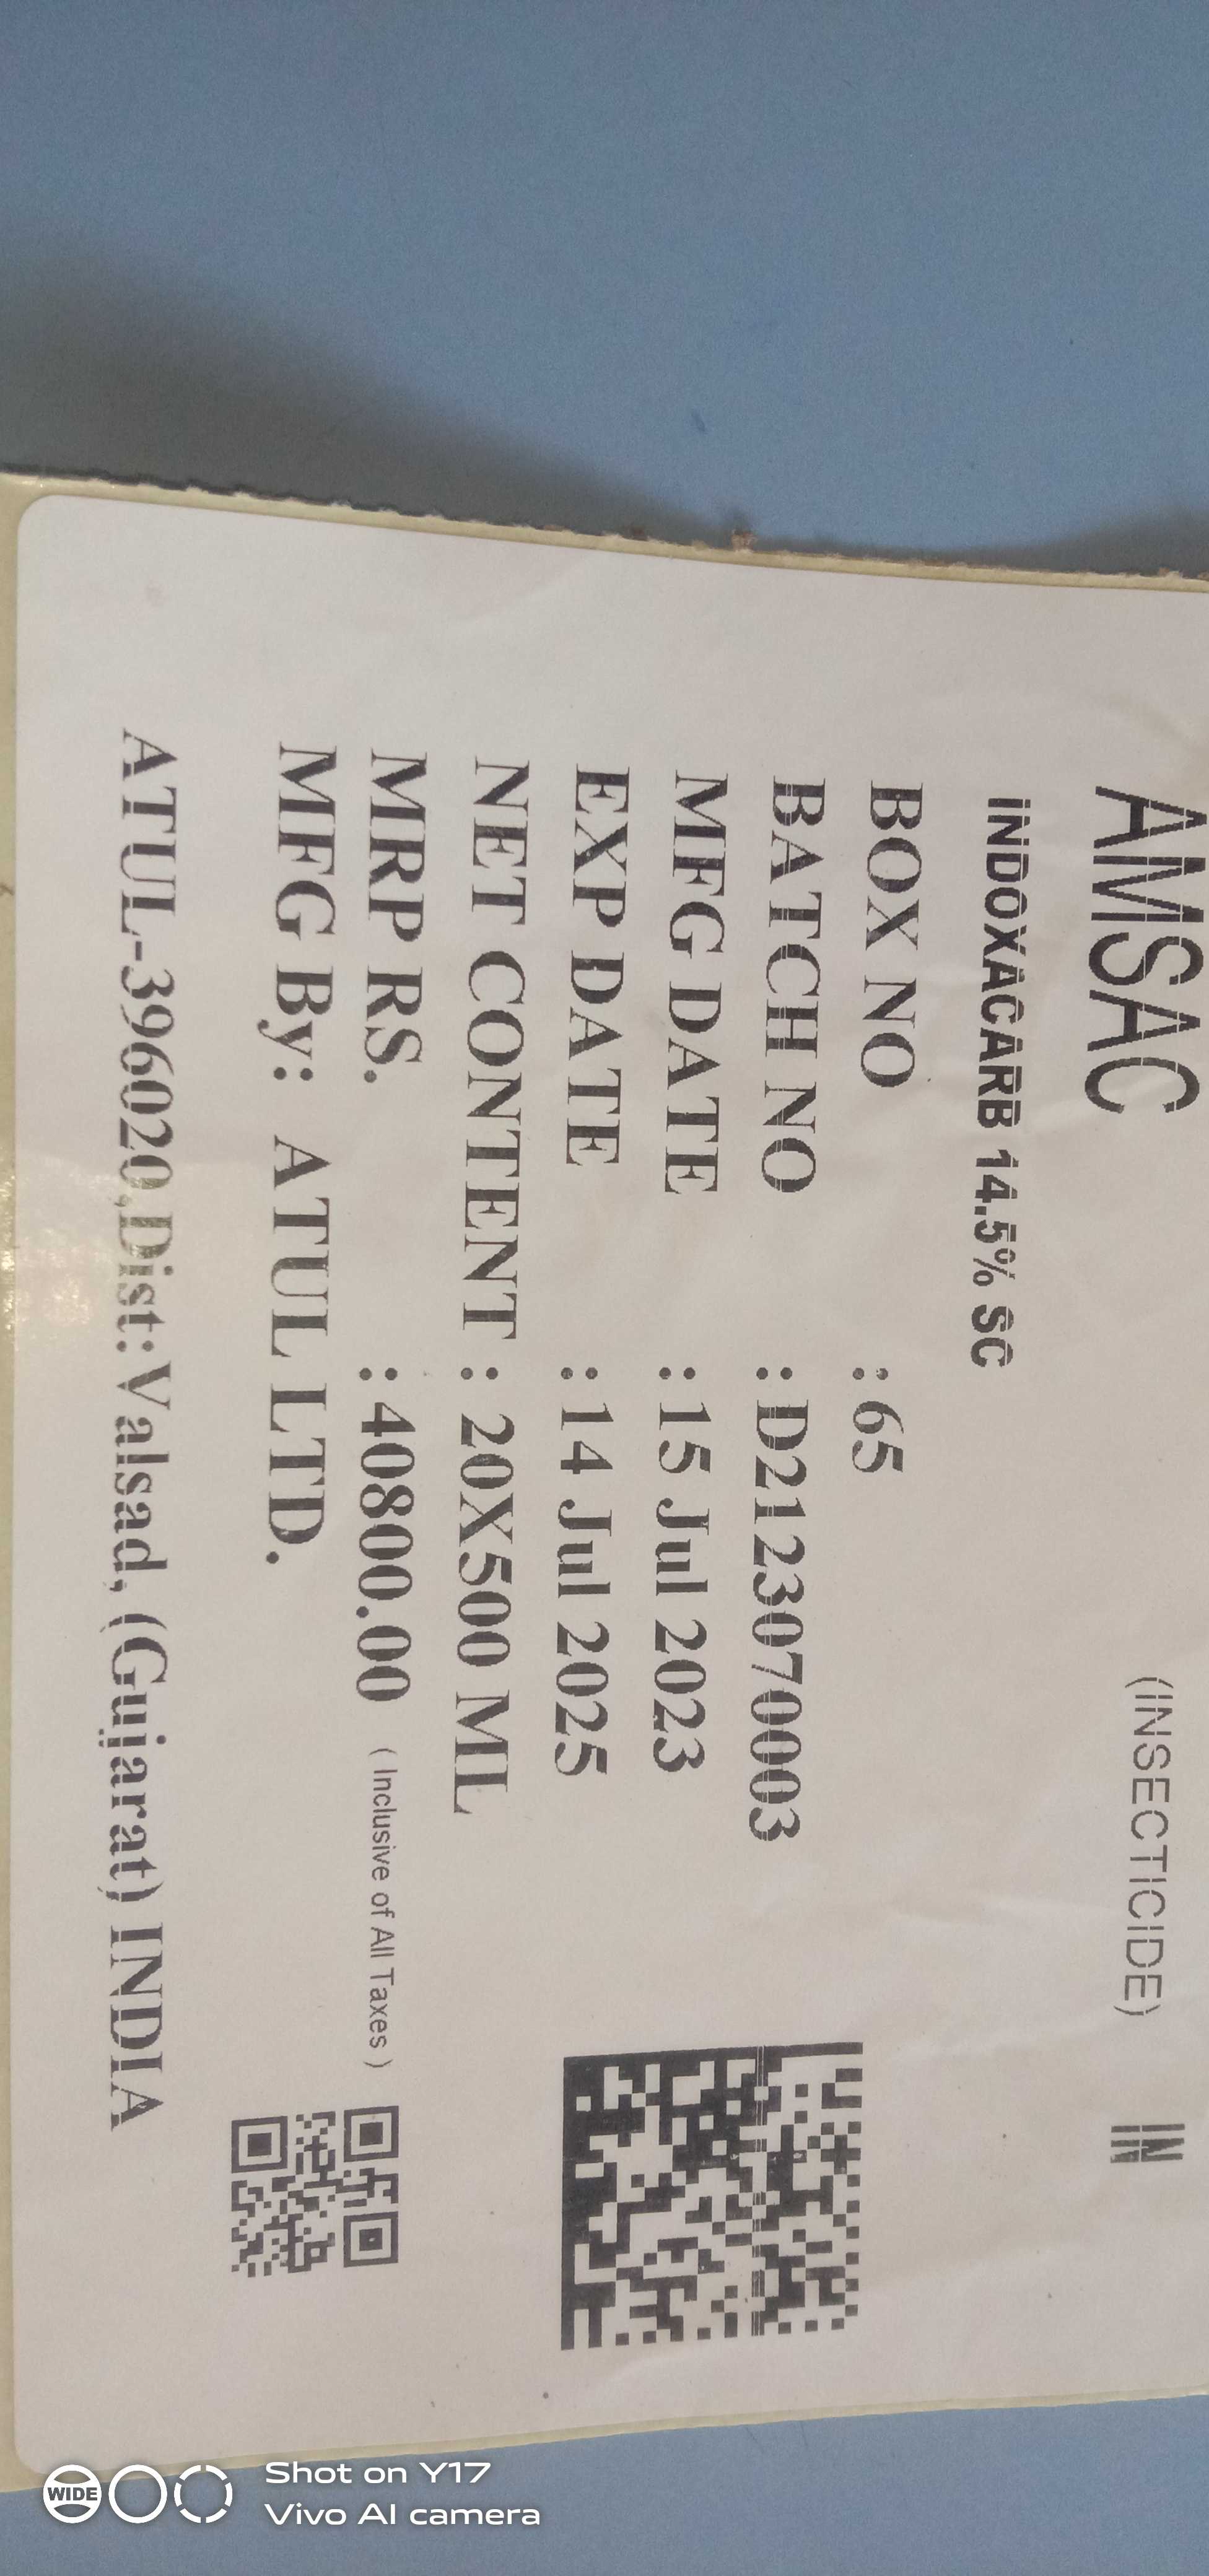 AMSAC (INSECTICIDE) IN
INDOXACARB 14.5% SC
BOX NO : 65
BATCH NO : D2123070003
MFG DATE : 15 Jul 2023
EXP DATE : 14 Jul 2025
NET CONTENT : 20X500 ML
MRP RS. : 40800.00 ( Inclusive of All Taxes )
MFG By: ATUL LTD.
ATUL-396020,Dist:Valsad, (Gujarat) INDIA
WIDE
Shot on Y17
Vivo AI camera